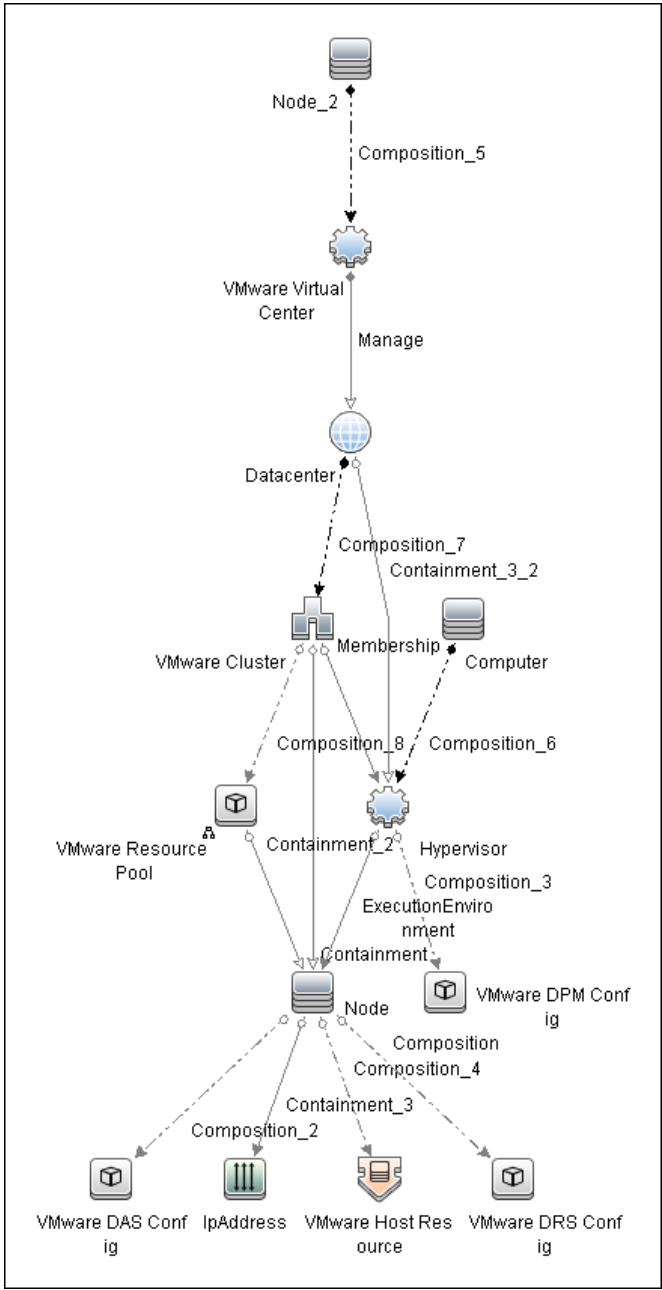 Node_2
Composition_5
VMware Virtual
Center
Manage
Datacenter
Composition_7
Containment_3_2
VMware Cluster
Membership
Computer
Composition_8
Composition_6
VMware Resource
Pool
Containment_2
Hypervisor
Composition_3
ExecutionEnviro
nment
Containment
Node
VMware DPM Conf
ig
Composition
Composition_4
Containment_3
Composition_2
VMware DAS Conf
ig
IpAddress
VMware Host Res
ource
VMware DRS Conf
ig